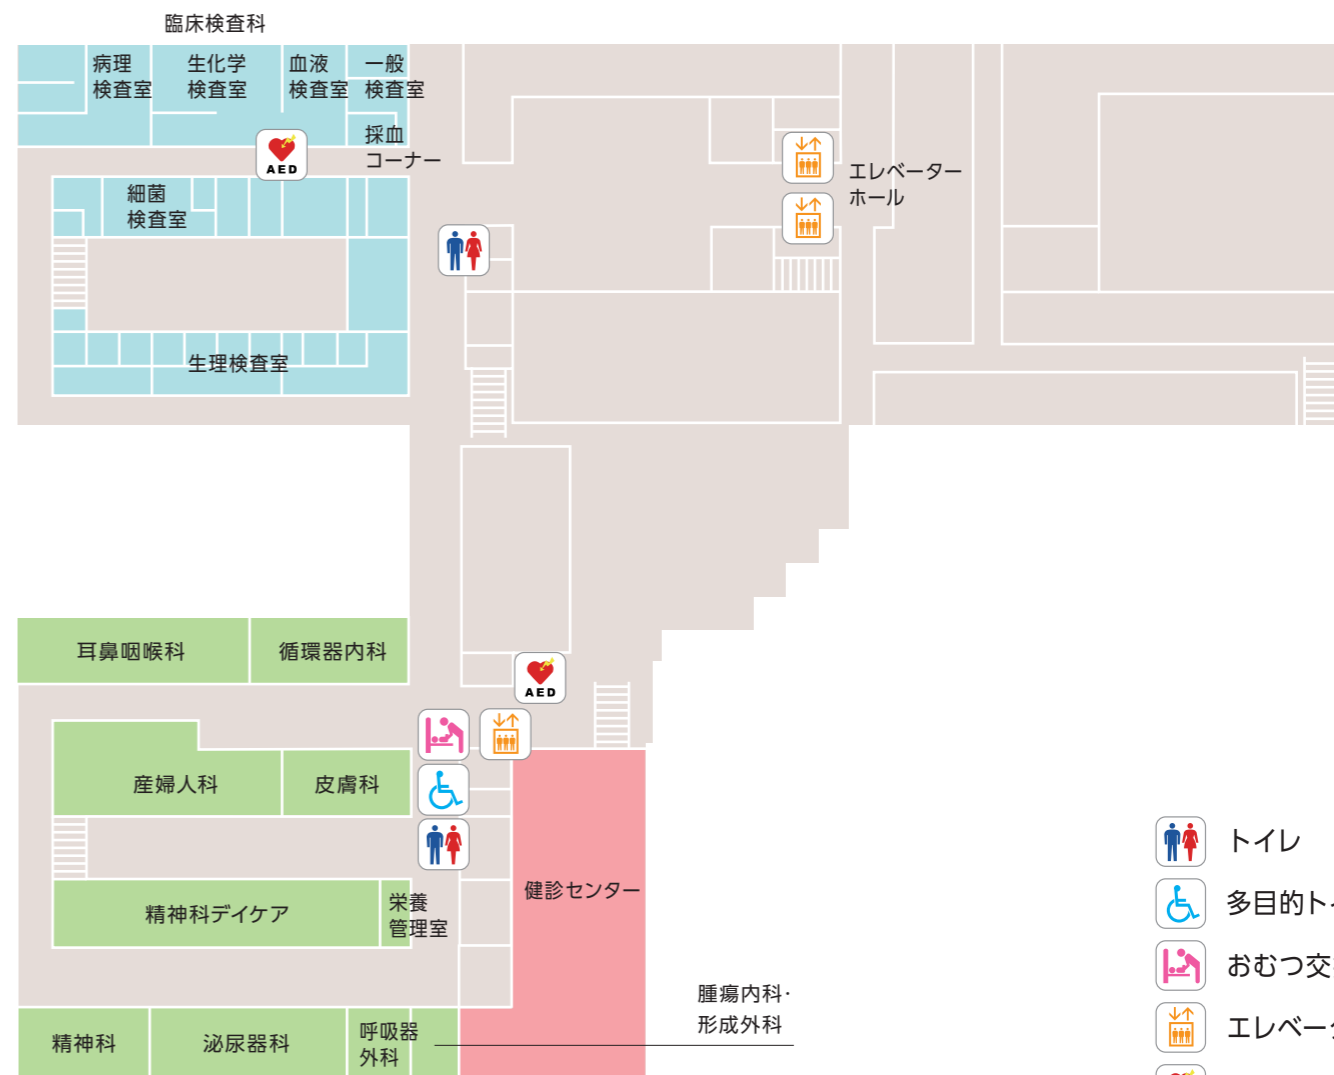 臨床検査科
病理
検査室
生化学
検査室
血液
検査室
一般
検査室
採血
コーナー
AED
細菌
検査室
エレベーター
ホール
生理検査室
耳鼻咽喉科
循環器内科
AED
産婦人科
皮膚科
精神科デイケア
栄養
管理室
健診センター
腫瘍内科・
形成外科
精神科
泌尿器科
呼吸器
外科
トイレ
多目的ト
おむつ交
エレベー